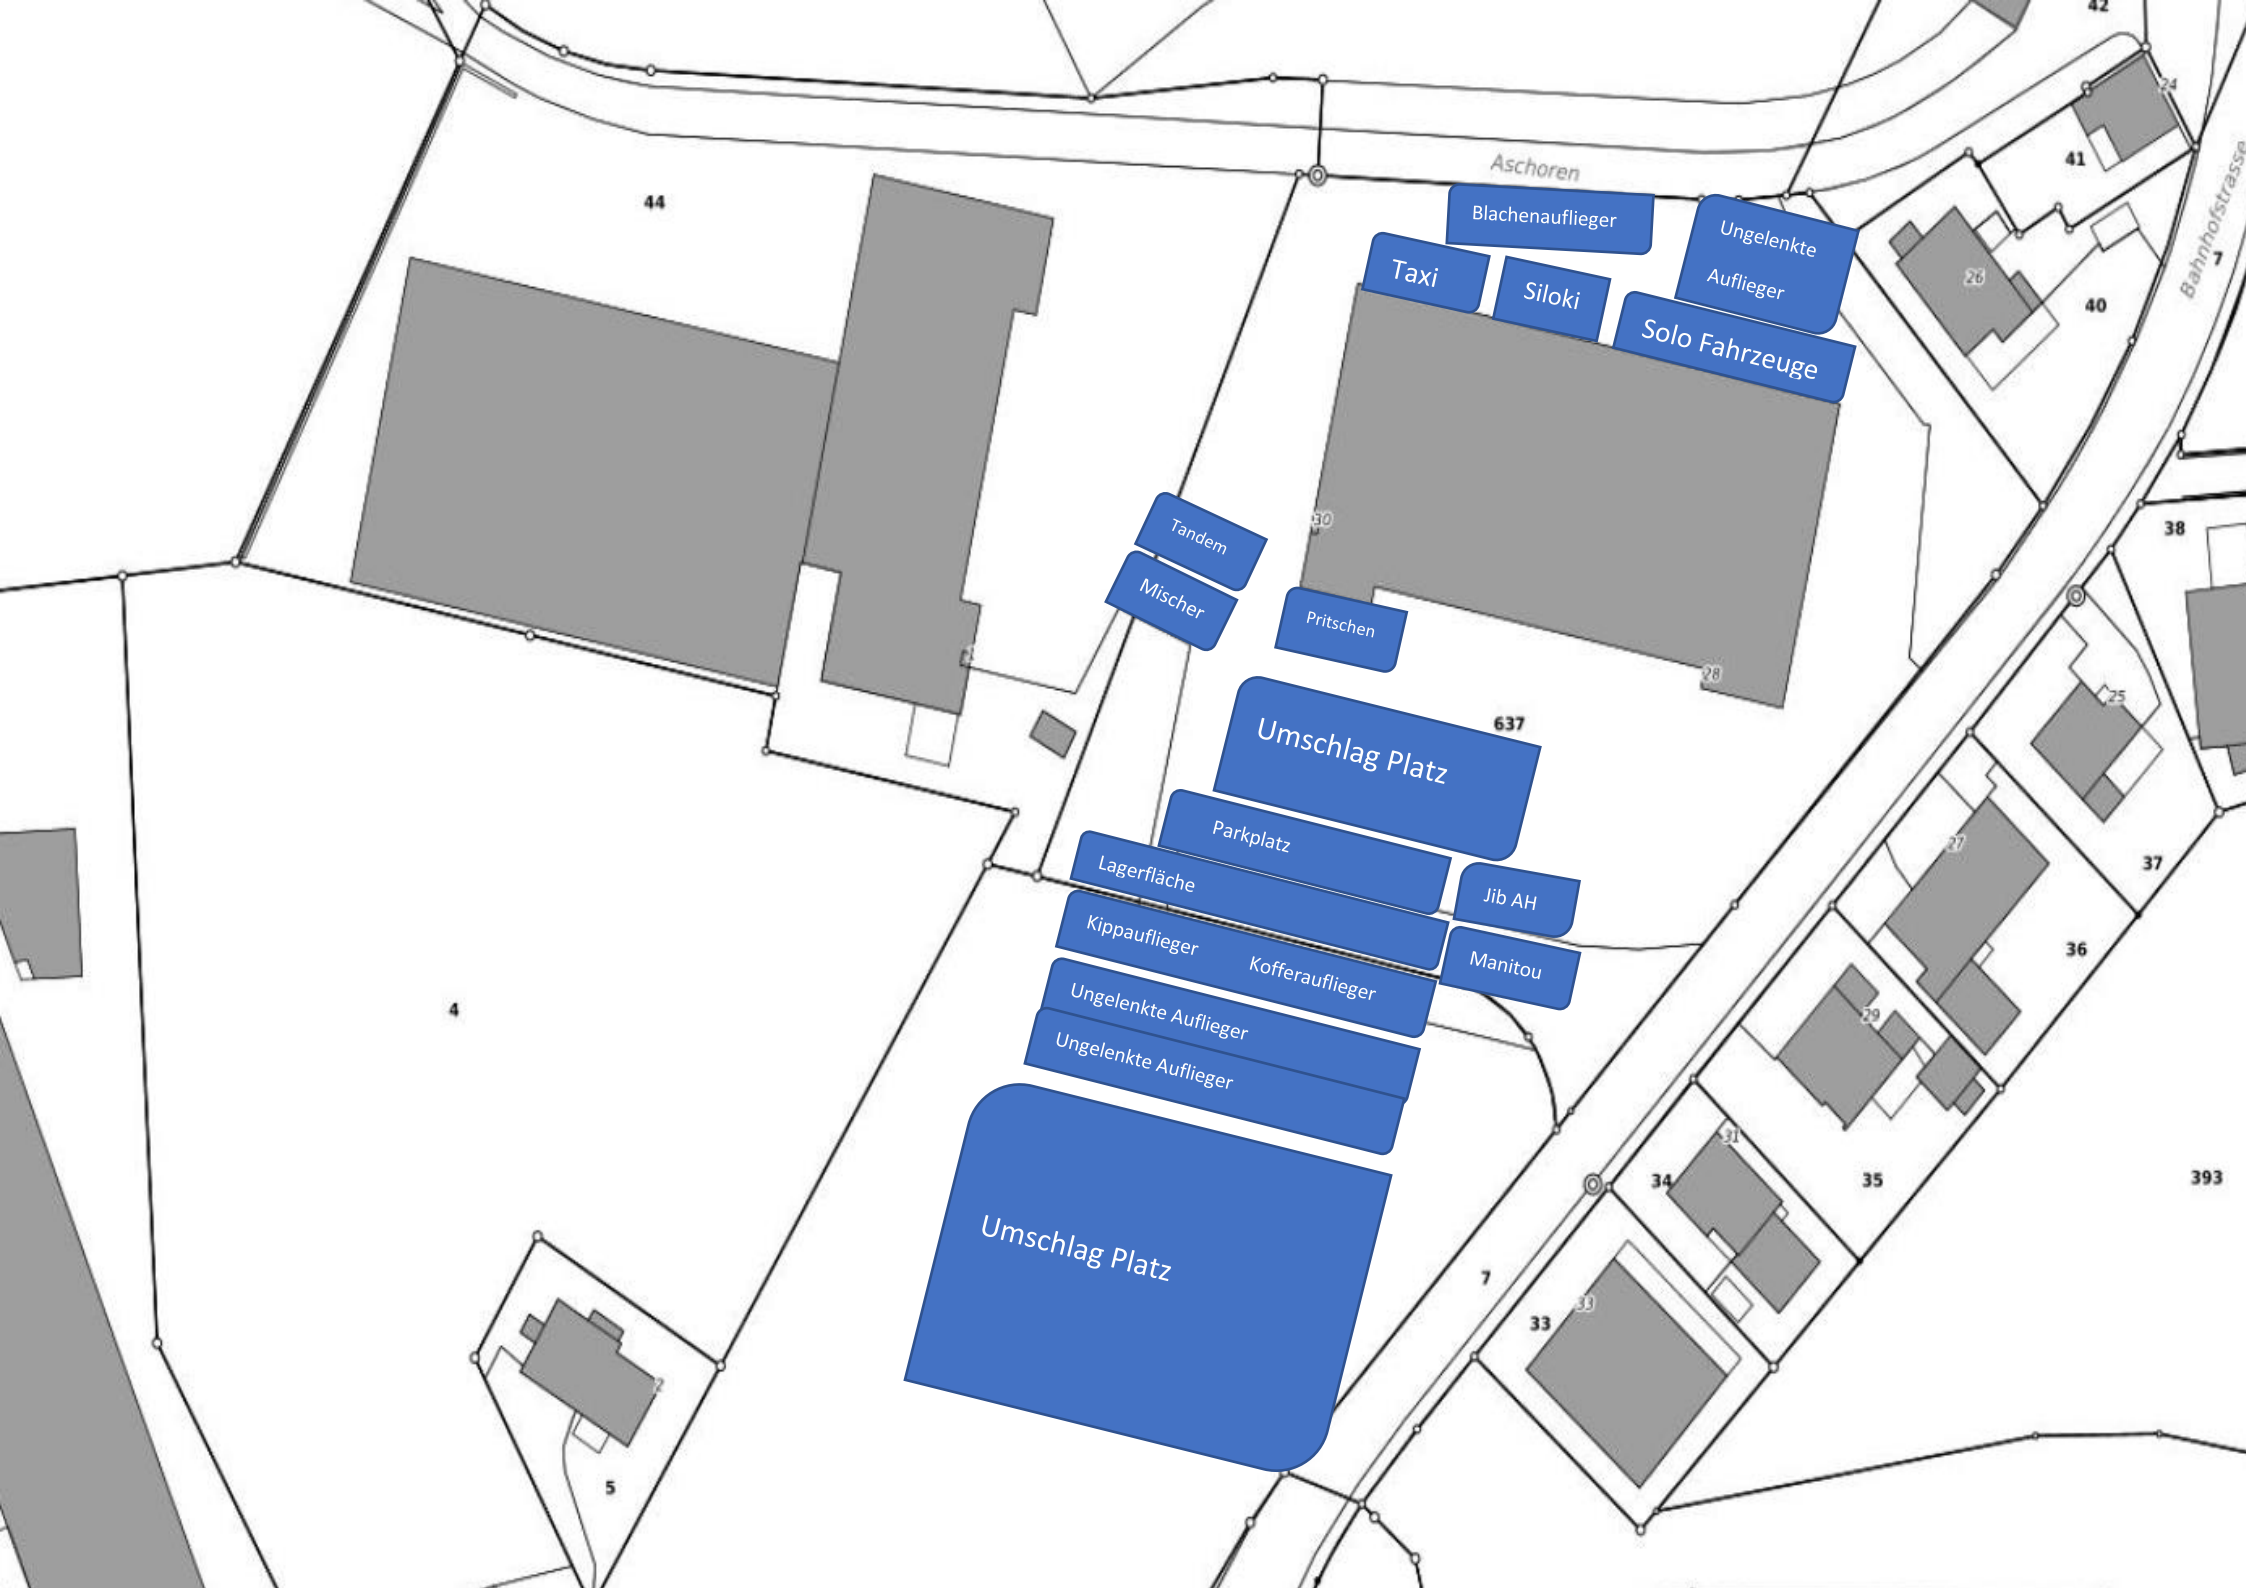 42
24
41
Aschoren
Bahnhofstrasse
44
Blachenauflieger
Ungelenkte
Auflieger
7
26
40
Taxi
Siloki
Solo Fahrzeuge
30
Tandem
38
Mischer
Pritschen
28
25
637
Umschlag Platz
Parkplatz
27
37
Lagerfläche
Jib AH
Kippauflieger
Kofferauflieger
Manitou
36
4
Ungelenkte Auflieger
29
Ungelenkte Auflieger
31
34
35
393
Umschlag Platz
7
33
33
2
5